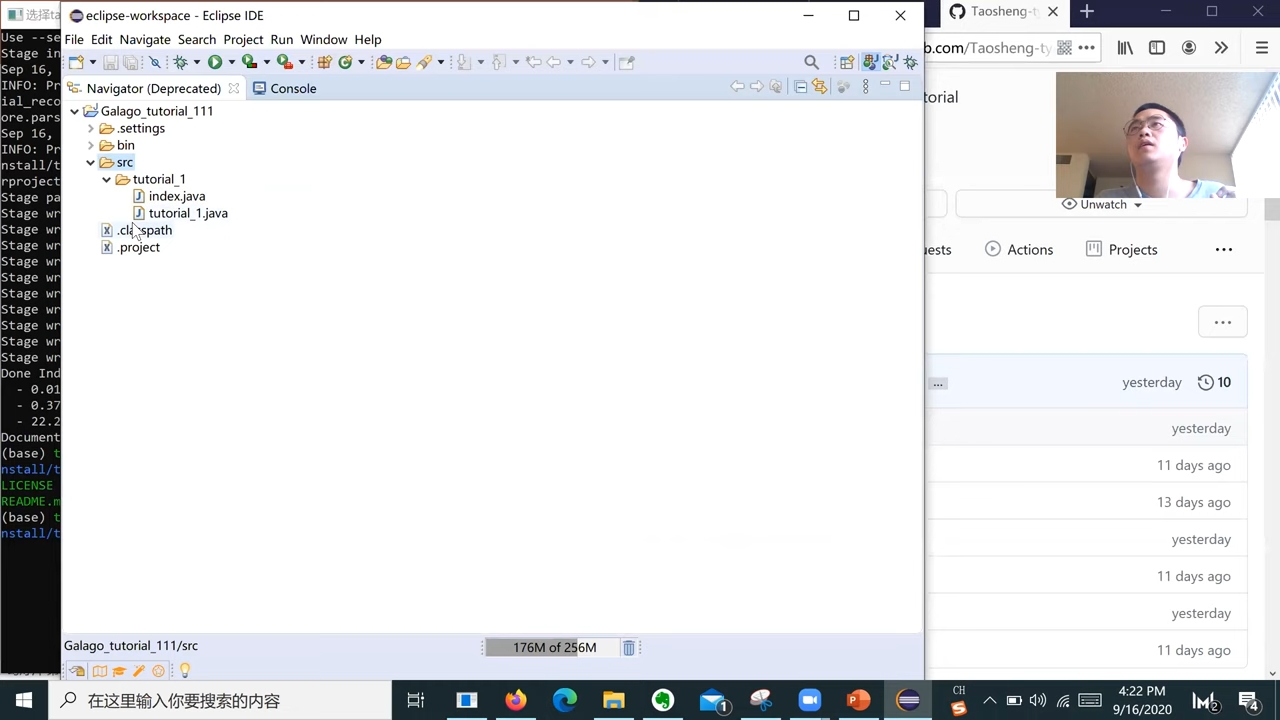 选择ta
eclipse-workspace - Eclipse IDE
Taosheng-ty
File Edit Navigate Search Project Run Window Help
b.com/Taosheng-ty
Navigator (Deprecated)
Console
Galago_tutorial_111
.settings
bin
src
tutorial_1
index.java
tutorial_1.java
.classpath
.project
Galago_tutorial_111/src
176M of 256M
Use --se
Stage in
Sep 16,
INFO: Pr
ial_reco
ore.pars
Sep 16,
INFO: Pr
nstall/t
rproject
Stage pa
Stage wr
Stage wr
Stage wr
Stage wr
Stage wr
Stage wr
Stage wr
Stage wr
Stage wr
Stage wr
Done Ind
- 0.01
- 0.37
- 22.2
Document
(base) t
nstall/t
LICENSE
README.m
(base) t
nstall/t
torial
Unwatch
uests
Actions
Projects
yesterday
10
yesterday
11 days ago
13 days ago
yesterday
11 days ago
yesterday
11 days ago
在这里输入你要搜索的内容
1
CH
4:22 PM
9/16/2020
2
4